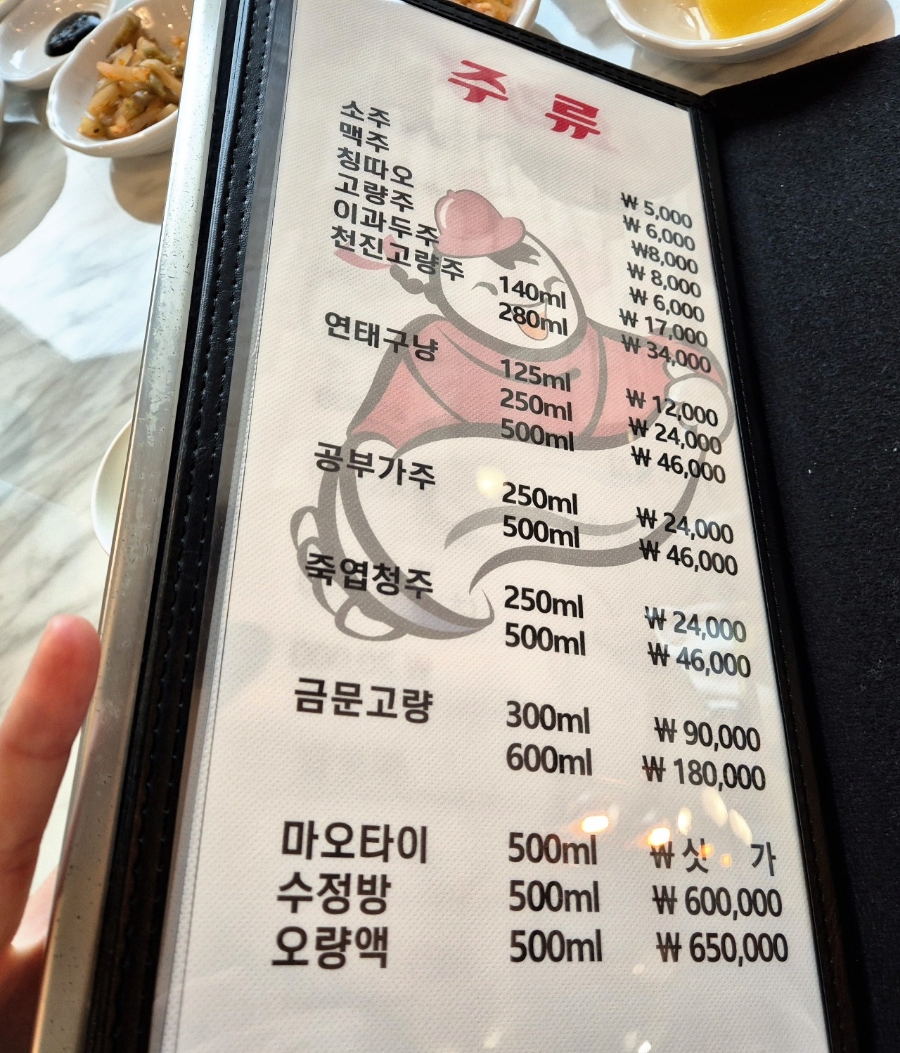 주 류
소주 ₩ 5,000
맥주 ₩ 6,000
칭따오 ₩8,000
고량주 ₩ 8,000
이과두주 ₩ 6,000
천진고량주 140ml ₩ 17,000
280ml ₩ 34,000
연태구냥 125ml ₩ 12,000
250ml ₩ 24,000
500ml ₩ 46,000
공부가주 250ml ₩ 24,000
500ml ₩ 46,000
죽엽청주 250ml ₩ 24,000
500ml ₩ 46,000
금문고량 300ml ₩ 90,000
600ml ₩ 180,000
마오타이 500ml ₩ 싯 가
수정방 500ml ₩ 600,000
오량액 500ml ₩ 650,000